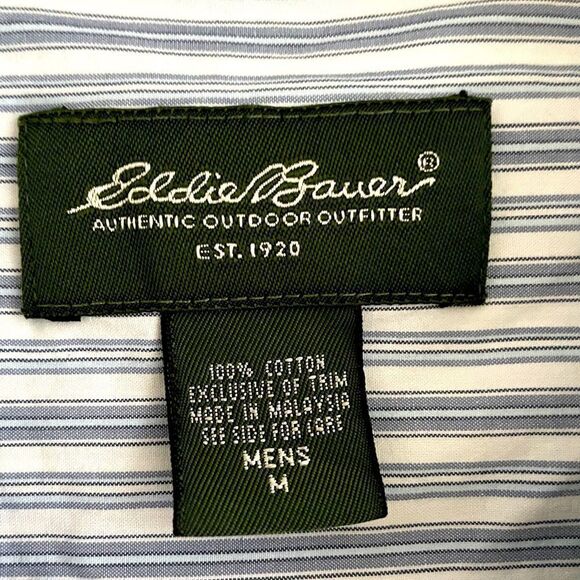 Eddie Bauer®
AUTHENTIC OUTDOOR OUTFITTER
EST. 1920
100% COTTON
EXCLUSIVE OF TRIM
MADE IN MALAYSIA
SEE SIDE FOR CARE
MENS
M